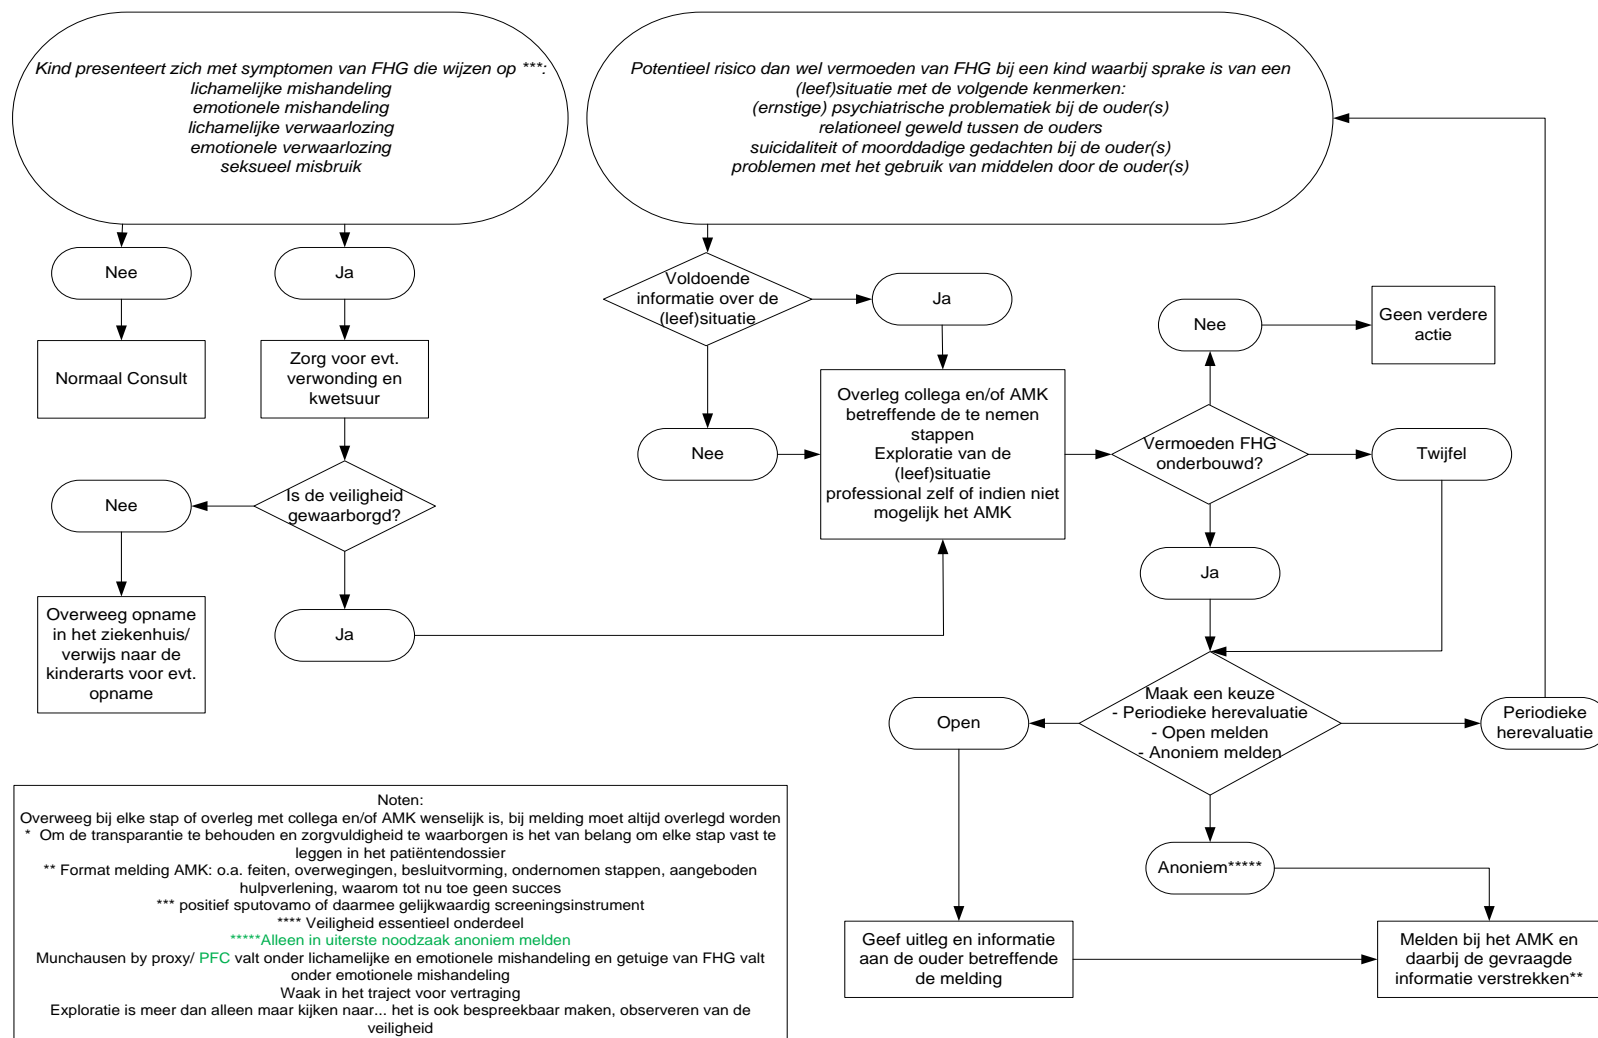 Kind presenteert zich met symptomen van FHG die wijzen op ***:
lichamelijke mishandeling
emotionele mishandeling
lichamelijke verwaarlozing
emotionele verwaarlozing
seksueel misbruik
Potentieel risico dan wel vermoeden van FHG bij een kind waarbij sprake is van een
(leef)situatie met de volgende kenmerken:
(ernstige) psychiatrische problematiek bij de ouder(s)
relationeel geweld tussen de ouders
suicidaliteit of moorddadige gedachten bij de ouder(s)
problemen met het gebruik van middelen door de ouder(s)
Nee
Ja
Normaal Consult
Zorg voor evt.
verwonding en
kwetsuur
Is de veiligheid
gewaarborgd?
Nee
Overweeg opname
in het ziekenhuis/
verwijs naar de
kinderarts voor evt.
opname
Ja
Voldoende
informatie over de
(leef)situatie
Ja
Nee
Overleg collega en/of AMK
betreffende de te nemen
stappen
Exploratie van de
(leef)situatie
professional zelf of indien niet
mogelijk het AMK
Vermoeden FHG
onderbouwd?
Nee
Geen verdere
actie
Twijfel
Ja
Maak een keuze
- Periodieke herevaluatie
- Open melden
- Anoniem melden
Open
Periodieke
herevaluatie
Anoniem*****
Geef uitleg en informatie
aan de ouder betreffende
de melding
Melden bij het AMK en
daarbij de gevraagde
informatie verstrekken**
Noten:
Overweeg bij elke stap of overleg met collega en/of AMK wenselijk is, bij melding moet altijd overlegd worden
* Om de transparantie te behouden en zorgvuldigheid te waarborgen is het van belang om elke stap vast te
leggen in het patiëntendossier
** Format melding AMK: o.a. feiten, overwegingen, besluitvorming, ondernomen stappen, aangeboden
hulpverlening, waarom tot nu toe geen succes
*** positief sputovamo of daarmee gelijkwaardig screeningsinstrument
**** Veiligheid essentieel onderdeel
*****Alleen in uiterste noodzaak anoniem melden
Munchausen by proxy/ PFC valt onder lichamelijke en emotionele mishandeling en getuige van FHG valt
onder emotionele mishandeling
Waak in het traject voor vertraging
Exploratie is meer dan alleen maar kijken naar... het is ook bespreekbaar maken, observeren van de
veiligheid